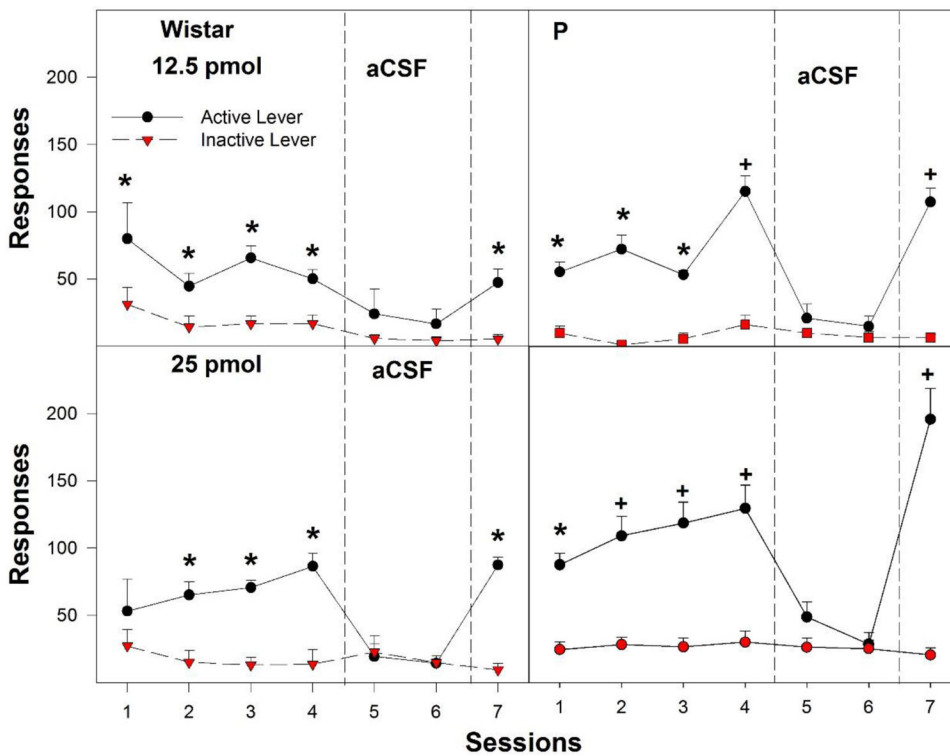 Wistar
12.5 pmol
aCSF
Active Lever
Inactive Lever
Responses
200
150
100
50
*
*
*
*
*
P
aCSF
*
*
*
+
+
25 pmol
aCSF
Responses
200
150
100
50
*
*
*
*
*
+
+
+
+
1 2 3 4 5 6 7
1 2 3 4 5 6 7
Sessions